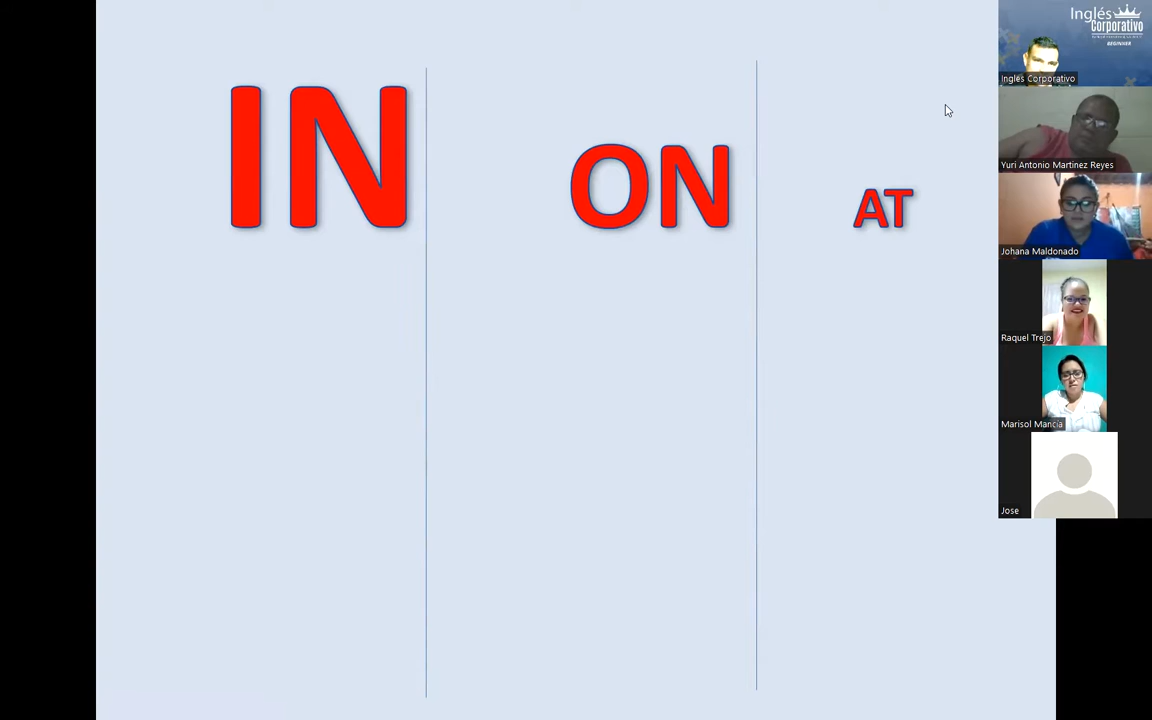 IN
ON
AT
Inglés
Corporativo
BEGINNER
Inglés Corporativo
Yuri Antonio Martinez Reyes
Johana Maldonado
Raquel Trejo
Marisol Mancia
Jose